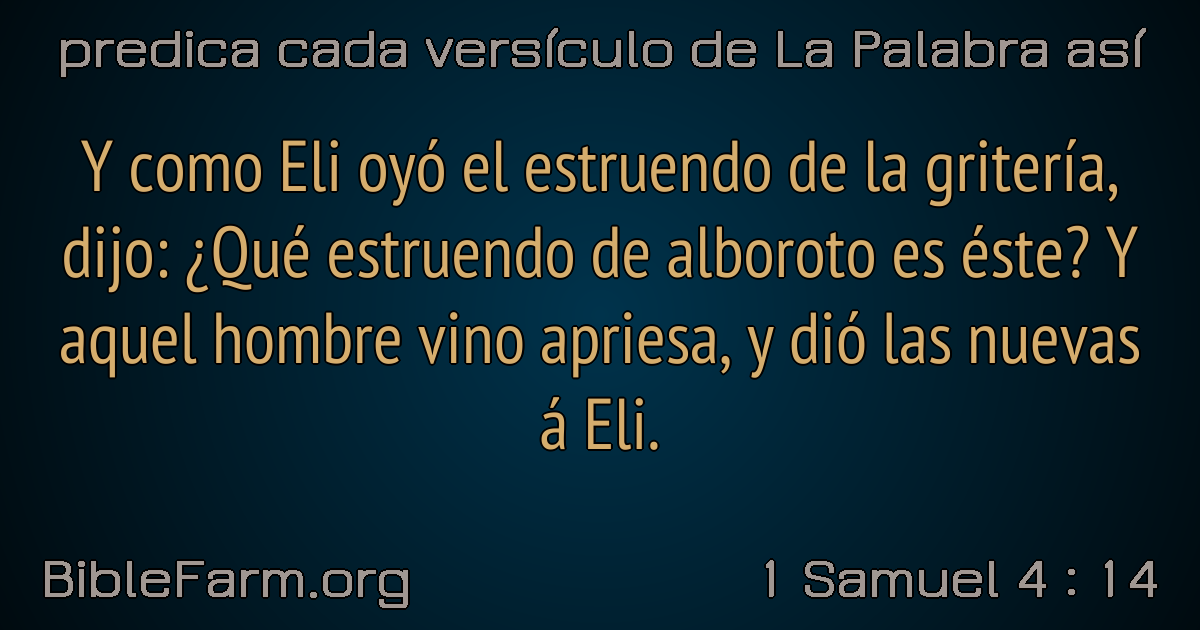 predica cada versículo de La Palabra así
Y como Eli oyó el estruendo de la gritería,
dijo: ¿Qué estruendo de alboroto es éste? Y
aquel hombre vino apriesa, y dió las nuevas
á Eli.
BibleFarm.org
1 Samuel 4 : 14